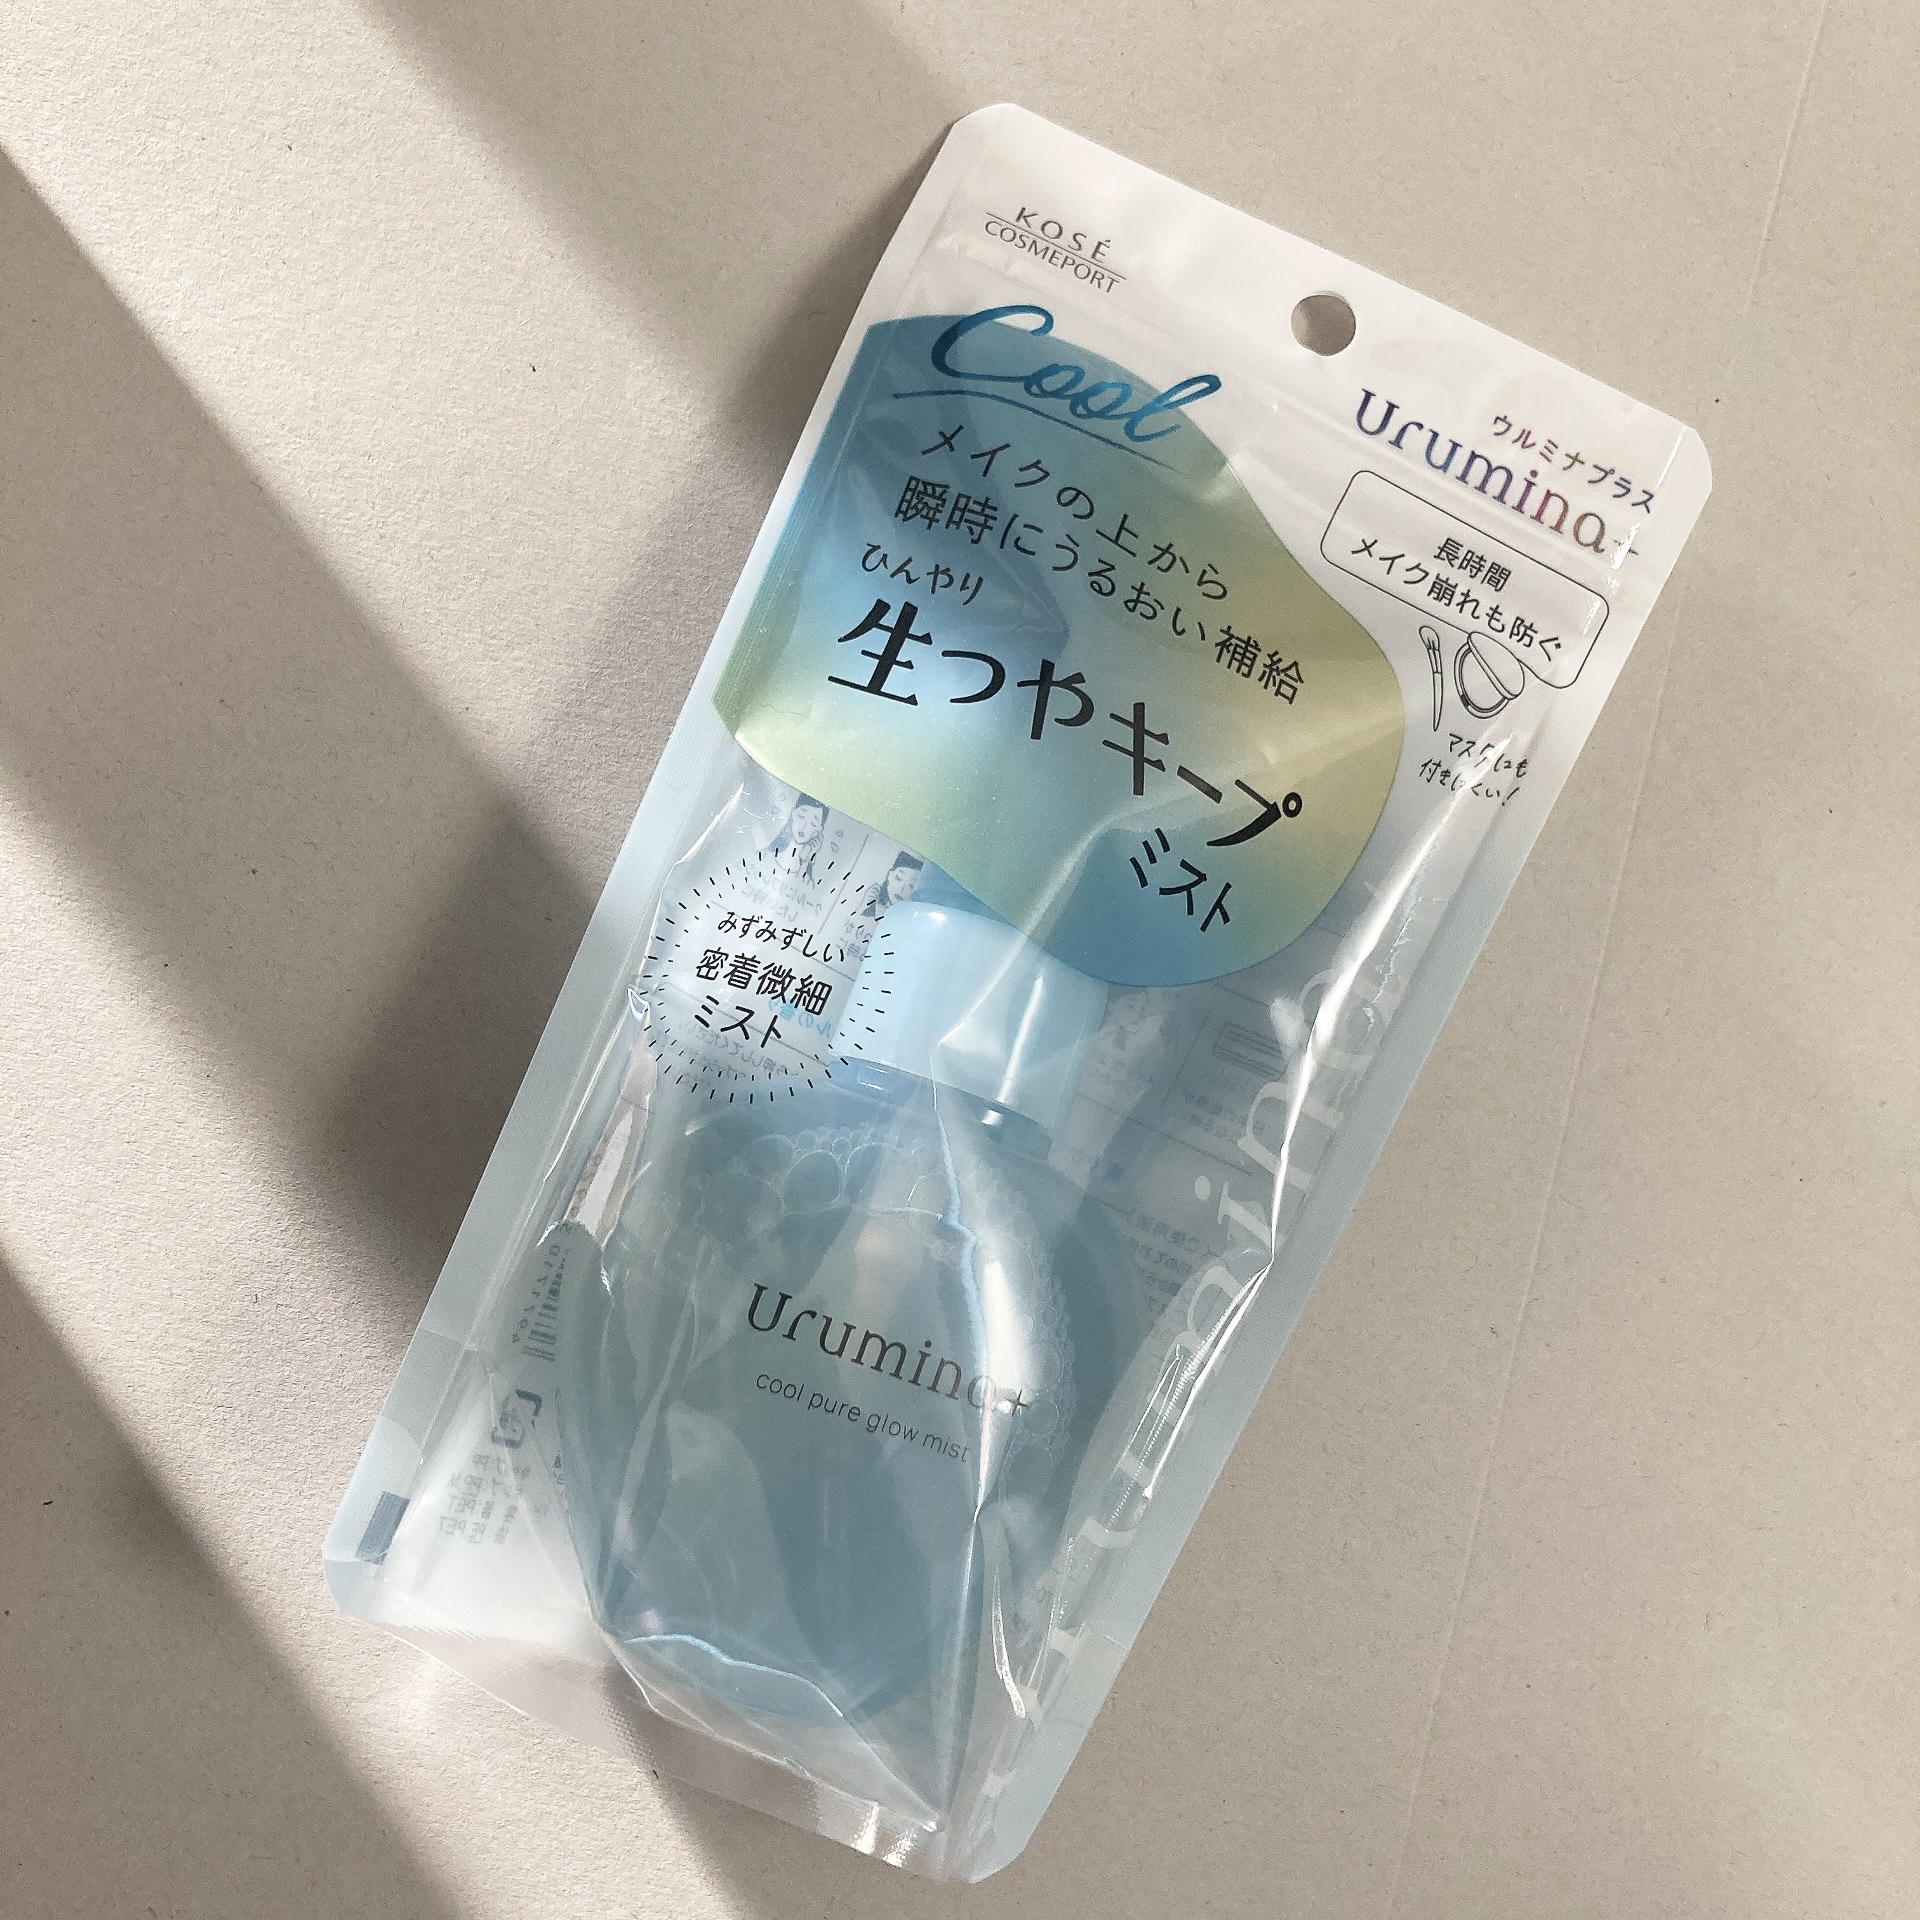 KOSÉ
COSMEPORT
Cool
ウルミナプラス
Urumina+
メイクの上から
瞬時にうるおい補給
ひんやり
生つやキープ
ミスト
長時間
メイク崩れも防ぐ
マスクにも
付きにくい!
みずみずしい
密着微細
ミスト
Urumina+
cool pure glow mist
Urumina